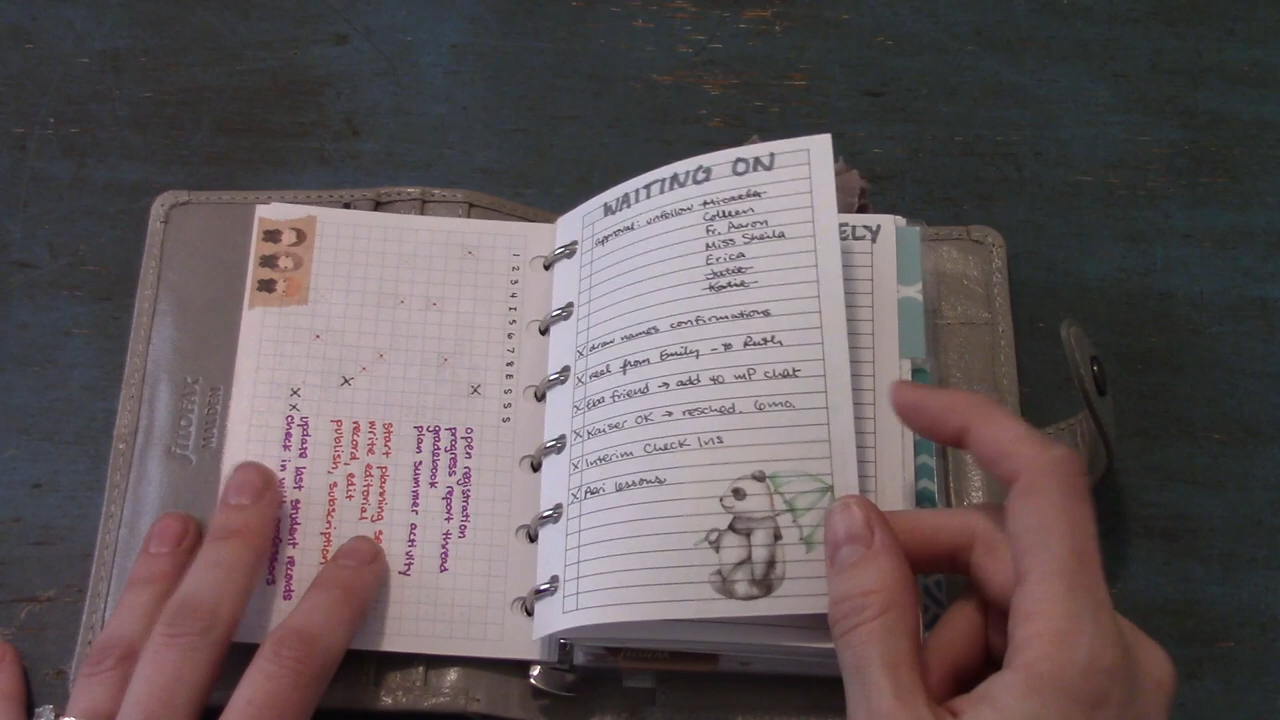 FILOFAX
MALDEN
1 2 3 4 5 6 7 8 E S S S
open registration
progress report thread
gradebook
plan summer activity
start planning
write editorial
record, edit
publish, subscription
update last student records
check in
WAITING ON
approval: unfollow Micaela
Colleen
Fr. Aaron
Miss Sheila
Erica
Julie
Katie
X draw names confirmations
X reel from Emily → to Ruth
X Eba friend → add to MP chat
X Kaiser OK → resched. 6mo.
X Interim Check Ins
X Aeri lessons
ELY